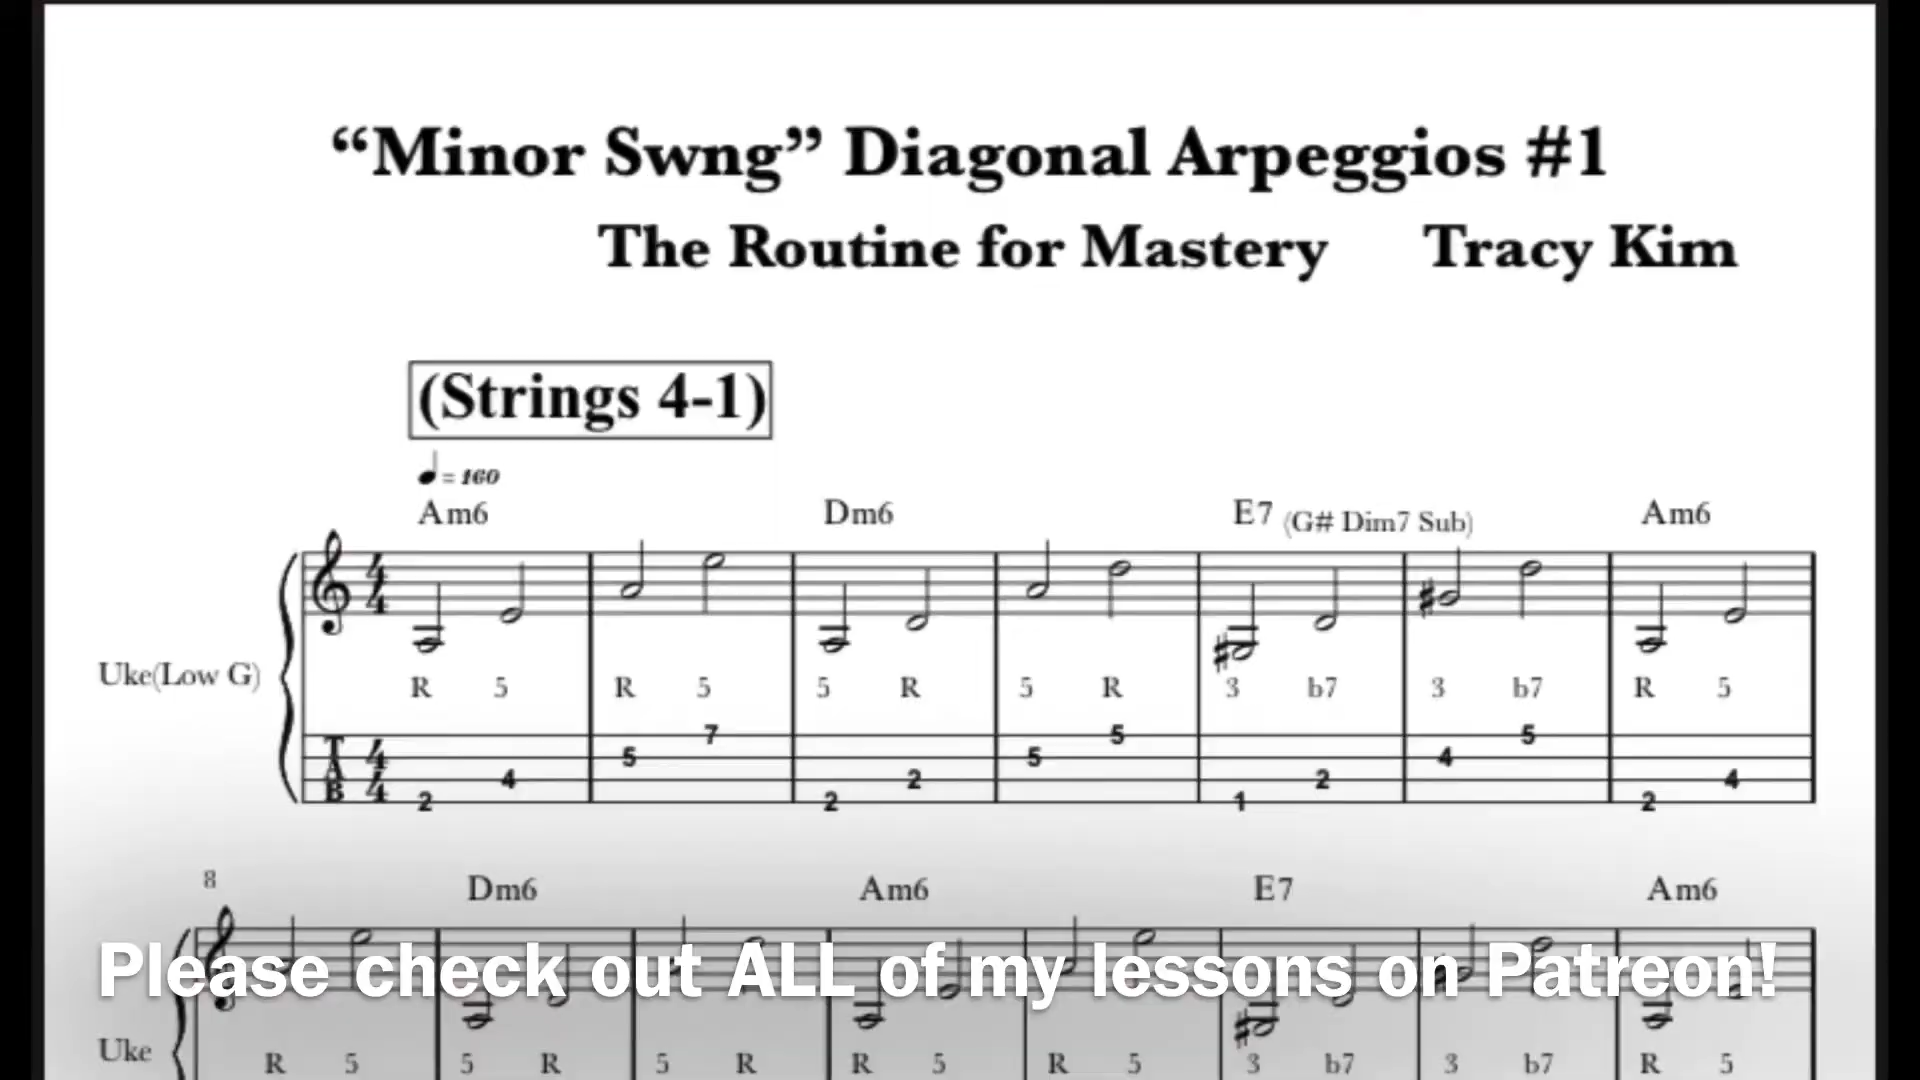 “Minor Swng” Diagonal Arpeggios #1
The Routine for Mastery Tracy Kim
(Strings 4-1)
= 160
Am6 Dm6 E7 (G# Dim7 Sub) Am6
4 4
Uke(Low G)
R 5 R 5 5 R 5 R 3 b7 3 b7 R 5
7 5 5
5 5 4
4 2 2 4
2 2 1 2
TAB 4 4
8
Dm6 Am6 E7 Am6
Please check out ALL of my lessons on Patreon!
Uke
R 5 5 R 5 R R 5 R 5 3 b7 3 b7 R 5